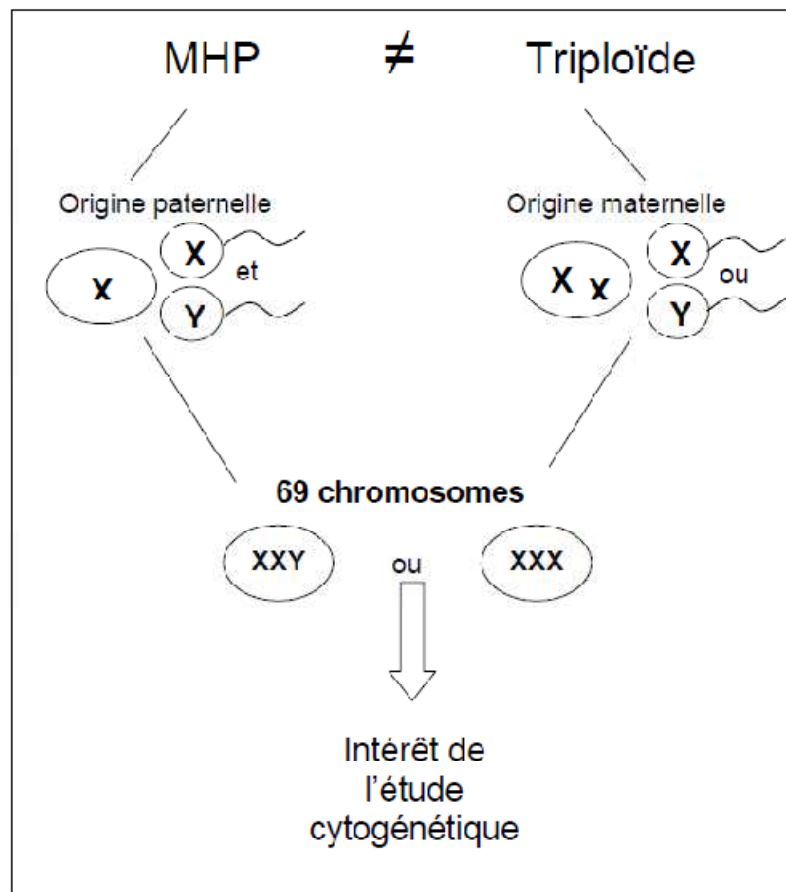 MHP ≠ Triploïde
Origine paternelle
Origine maternelle
X
X
et
Y
X X
X
ou
Y
69 chromosomes
XXY
ou
XXX
Intérêt de
l'étude
cytogénétique